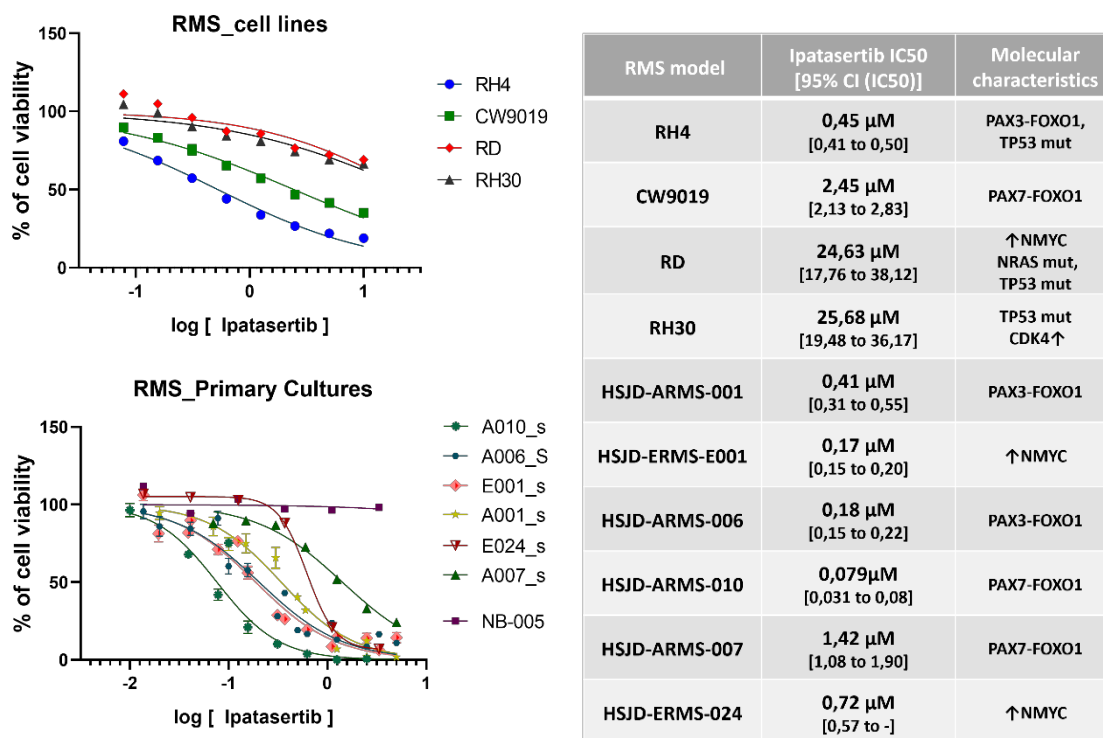 RMS_cell lines
150
100
50
0
% of cell viability
-1
0
1
log [ Ipatasertib ]
RH4
CW9019
RD
RH30
RMS_Primary Cultures
150
100
50
0
% of cell viability
-2
-1
0
1
log [ Ipatasertib ]
A010_s
A006_S
E001_s
A001_s
E024_s
A007_s
NB-005
RMS model
Ipatasertib IC50
[95% CI (IC50)]
Molecular
characteristics
RH4
0,45 µM
[0,41 to 0,50]
PAX3-FOXO1,
TP53 mut
CW9019
2,45 µM
[2,13 to 2,83]
PAX7-FOXO1
RD
24,63 µM
[17,76 to 38,12]
↑NMYC
NRAS mut,
TP53 mut
RH30
25,68 µM
[19,48 to 36,17]
TP53 mut
CDK4↑
HSJD-ARMS-001
0,41 µM
[0,31 to 0,55]
PAX3-FOXO1
HSJD-ERMS-E001
0,17 µM
[0,15 to 0,20]
↑NMYC
HSJD-ARMS-006
0,18 µM
[0,15 to 0,22]
PAX3-FOXO1
HSJD-ARMS-010
0,079µM
[0,031 to 0,08]
PAX7-FOXO1
HSJD-ARMS-007
1,42 µM
[1,08 to 1,90]
PAX7-FOXO1
HSJD-ERMS-024
0,72 µM
[0,57 to -]
↑NMYC